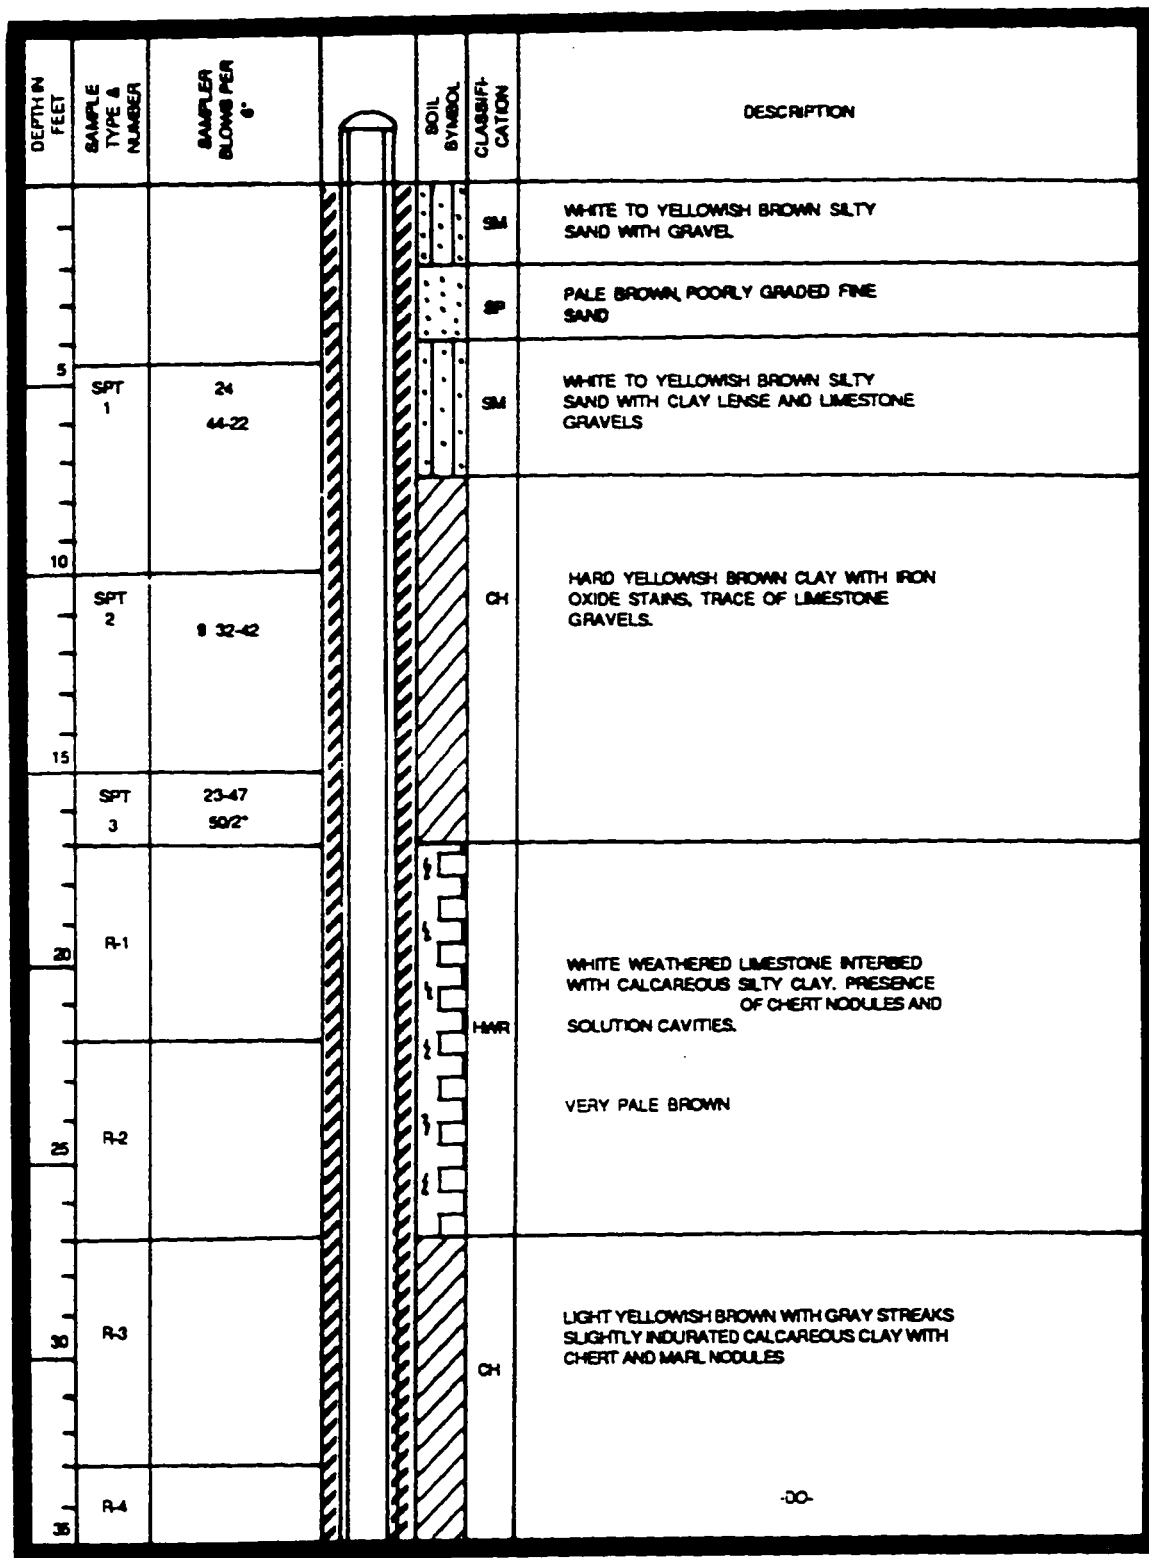 DEPTH IN
FEET
SAMPLE
TYPE &
NUMBER
SAMPLER
BLOWS PER
6"
SOIL
SYMBOL
CLASSIFI-
CATION
DESCRIPTION
SM
WHITE TO YELLOWISH BROWN SILTY
SAND WITH GRAVEL
SP
PALE BROWN, POORLY GRADED FINE
SAND
5
SPT
1
24
44-22
SM
WHITE TO YELLOWISH BROWN SILTY
SAND WITH CLAY LENSE AND LIMESTONE
GRAVELS
10
SPT
2
32-42
CH
HARD YELLOWISH BROWN CLAY WITH IRON
OXIDE STAINS, TRACE OF LIMESTONE
GRAVELS.
15
SPT
3
23-47
50/2"
20
R-1
HWR
WHITE WEATHERED LIMESTONE INTERBED
WITH CALCAREOUS SILTY CLAY. PRESENCE
OF CHERT NODULES AND
SOLUTION CAVITIES.
VERY PALE BROWN
25
R-2
30
R-3
CH
LIGHT YELLOWISH BROWN WITH GRAY STREAKS
SLIGHTLY INDURATED CALCAREOUS CLAY WITH
CHERT AND MARL NODULES
35
R-4
-DO-